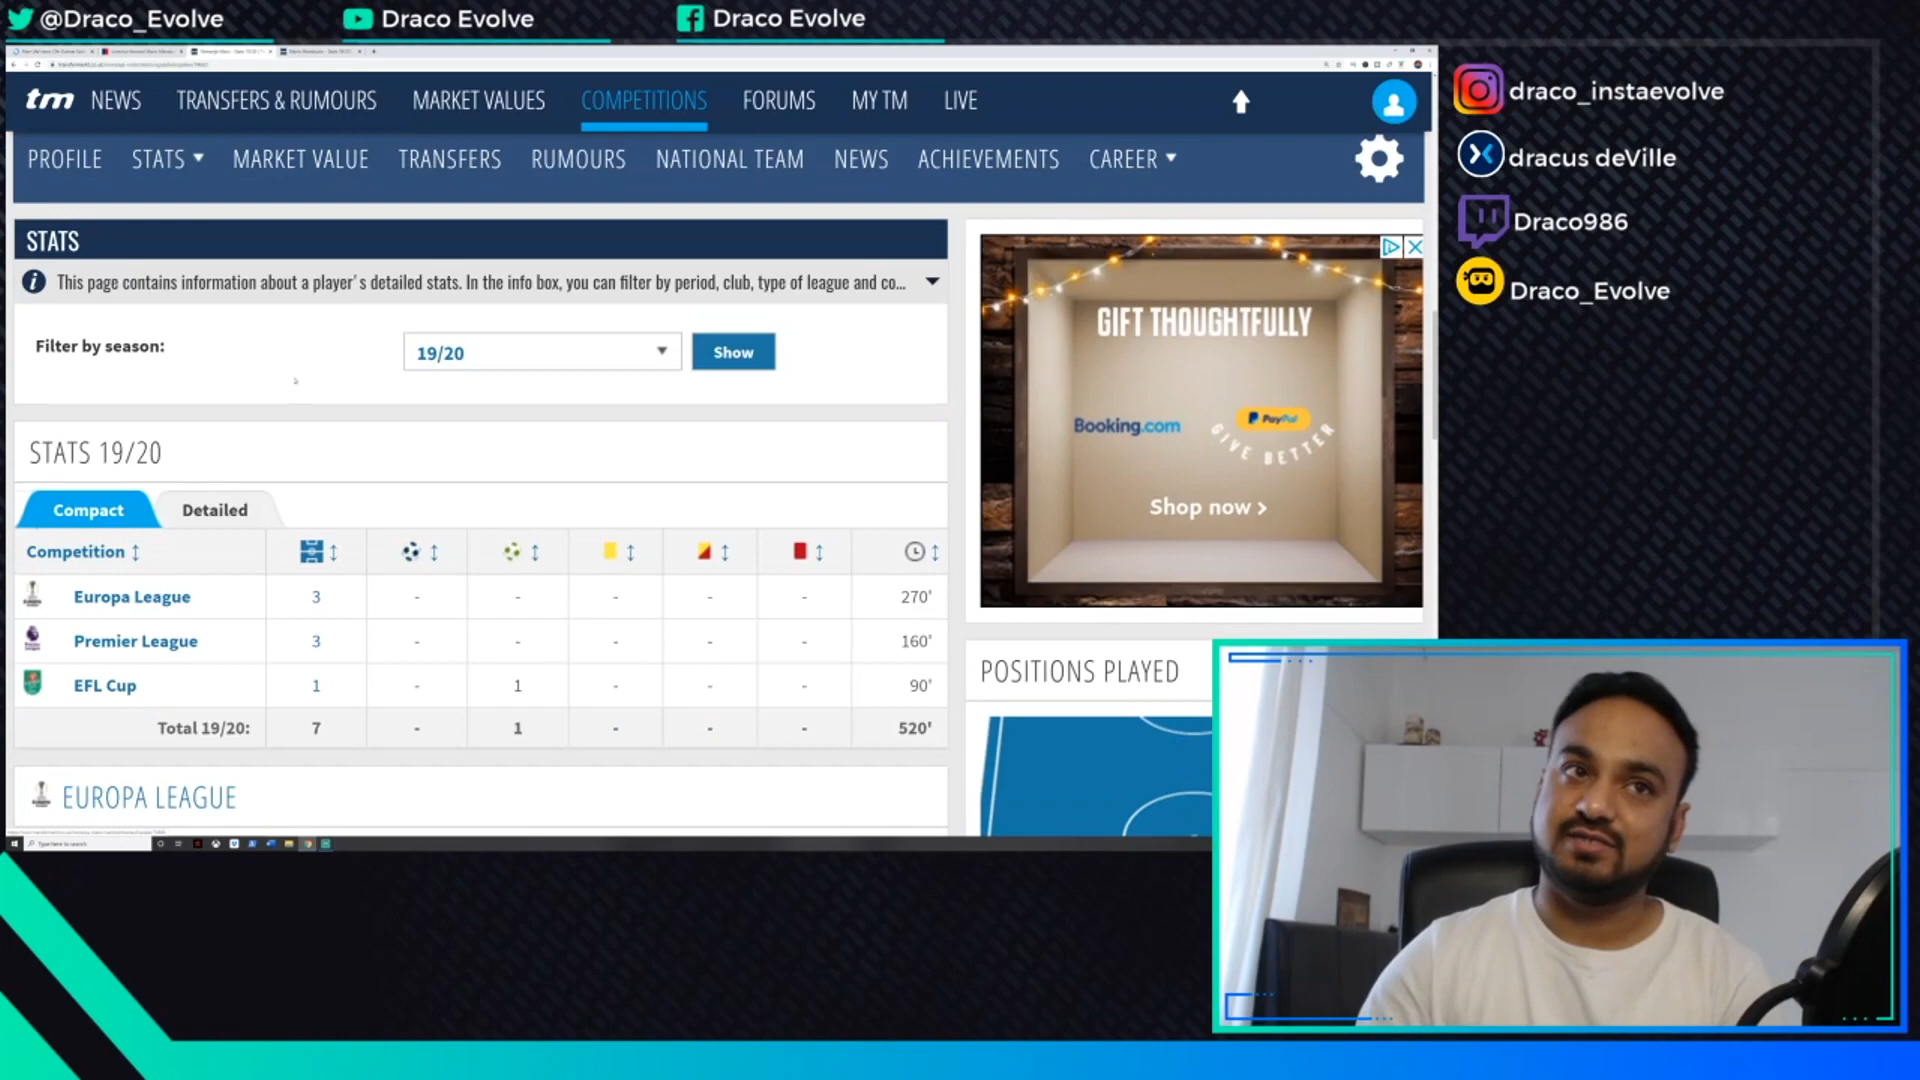 @Draco_Evolve
Draco Evolve
Draco Evolve
draco_instaevolve
dracus deVille
Draco986
Draco_Evolve
tm NEWS TRANSFERS & RUMOURS MARKET VALUES COMPETITIONS FORUMS MY TM LIVE
PROFILE STATS MARKET VALUE TRANSFERS RUMOURS NATIONAL TEAM NEWS ACHIEVEMENTS CAREER
STATS
This page contains information about a player's detailed stats. In the info box, you can filter by period, club, type of league and co...
Filter by season: 19/20 Show
STATS 19/20
Compact Detailed
Competition
Europa League 3 - - - - - 270'
Premier League 3 - - - - - 160'
EFL Cup 1 - 1 - - - 90'
Total 19/20: 7 - 1 - - - 520'
EUROPA LEAGUE
GIFT THOUGHTFULLY
Booking.com
PayPal
GIVE BETTER
Shop now >
POSITIONS PLAYED
Type here to search